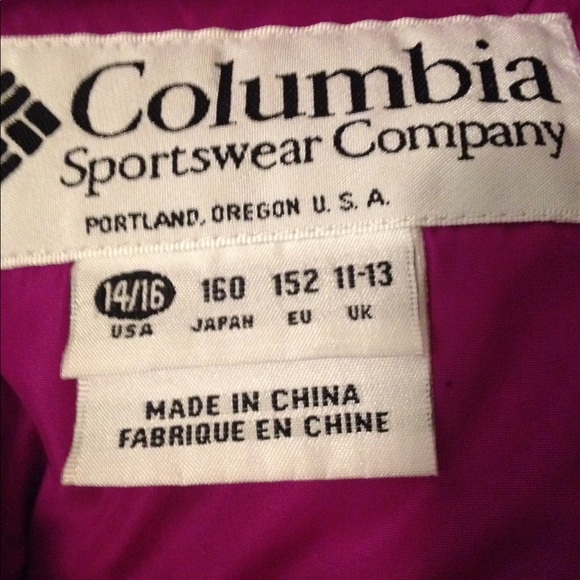 Columbia
Sportswear Company
PORTLAND, OREGON U. S. A.
14/16 160 152 11-13
USA JAPAN EU UK
MADE IN CHINA
FABRIQUE EN CHINE